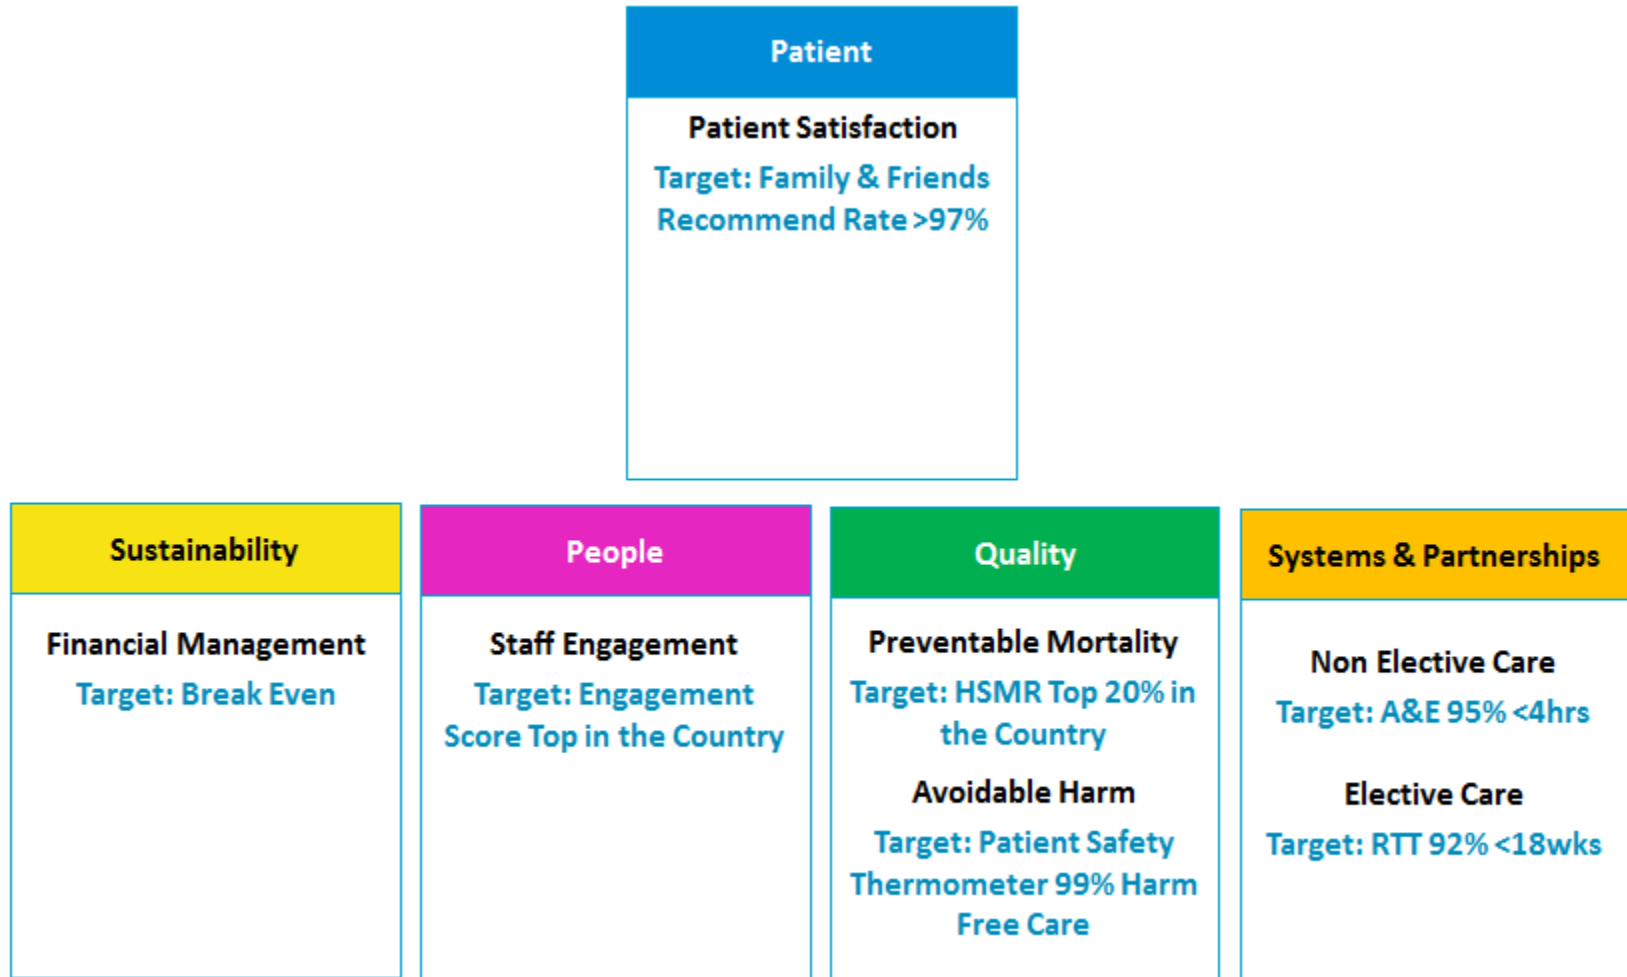 Patient
Patient Satisfaction
Target: Family & Friends
Recommend Rate >97%
Sustainability
Financial Management
Target: Break Even
People
Staff Engagement
Target: Engagement
Score Top in the Country
Quality
Preventable Mortality
Target: HSMR Top 20% in
the Country
Avoidable Harm
Target: Patient Safety
Thermometer 99% Harm
Free Care
Systems & Partnerships
Non Elective Care
Target: A&E 95% <4hrs
Elective Care
Target: RTT 92% <18wks